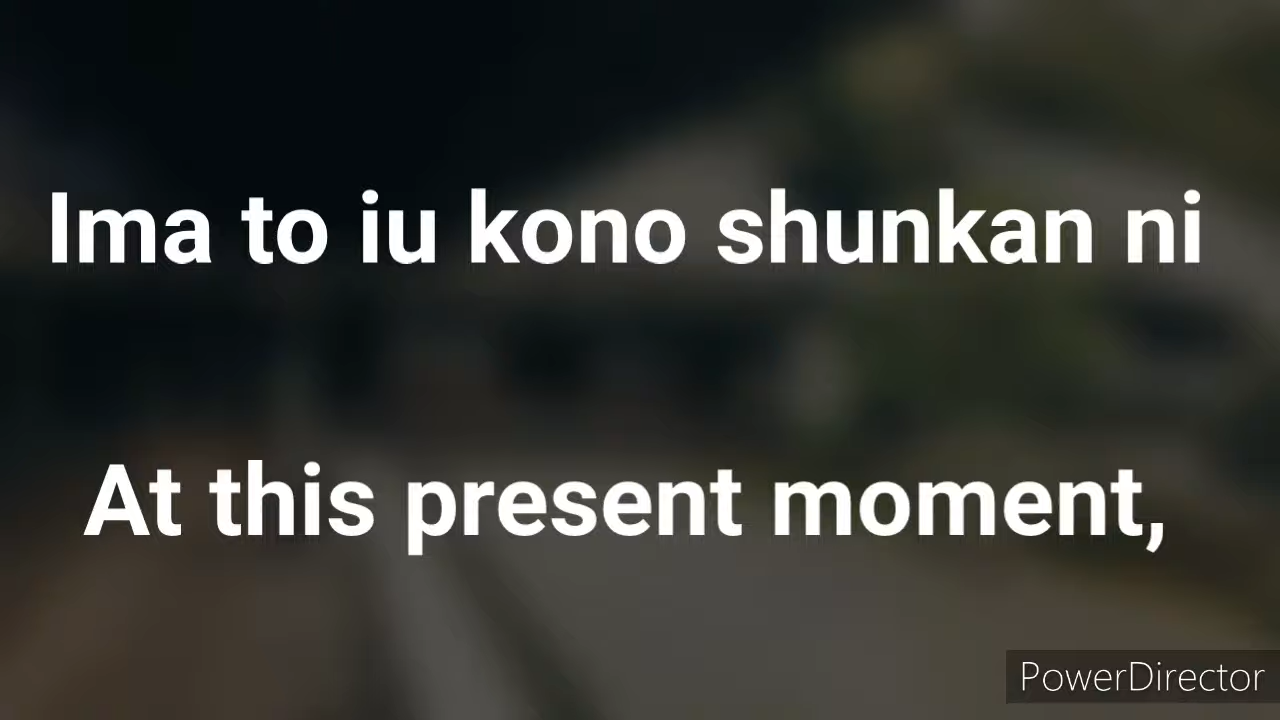 Ima to iu kono shunkan ni
At this present moment,
PowerDirector